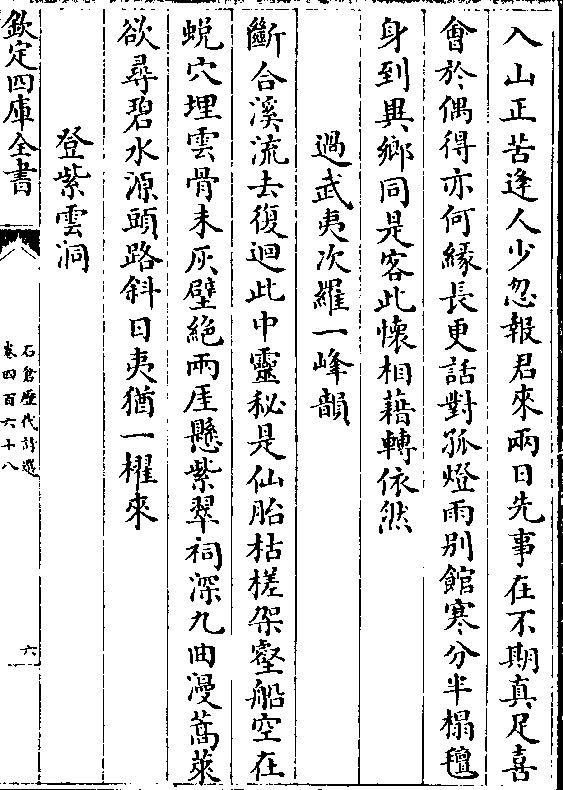 入山正苦逢人少忽報君來兩日先事在不期真足喜
會於偶得亦何緣長更話對孤燈雨别館寒分半榻氊
身到異鄉同是客此懷相藉轉依然
過武夷次羅一峰韻
斷合溪流去復迴此中靈秘是仙胎枯槎架壑船空在
蛻穴埋雲骨未灰壁絶兩厓懸紫翠祠深九曲漫蒿萊
欲尋碧水源頭路斜日夷猶一櫂來
登紫雲洞
欽定四庫全書
石倉歷代詩選
卷四百六十八
六